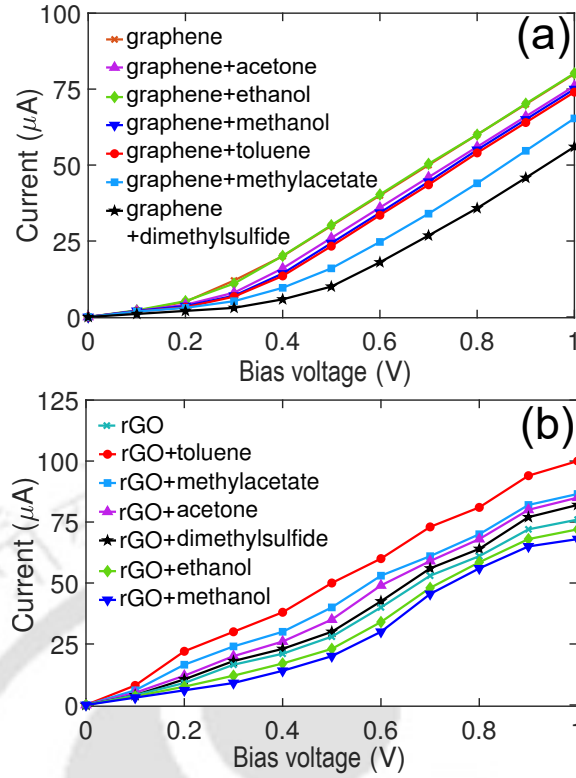 (a)
graphene
graphene+acetone
graphene+ethanol
graphene+methanol
graphene+toluene
graphene+methylacetate
graphene
+dimethylsulfide
Current (μA)
100
75
50
25
0
0 0.2 0.4 0.6 0.8 1
Bias voltage (V)
(b)
rGO
rGO+toluene
rGO+methylacetate
rGO+acetone
rGO+dimethylsulfide
rGO+ethanol
rGO+methanol
Current (μA)
125
100
75
50
25
0
0 0.2 0.4 0.6 0.8 1
Bias voltage (V)